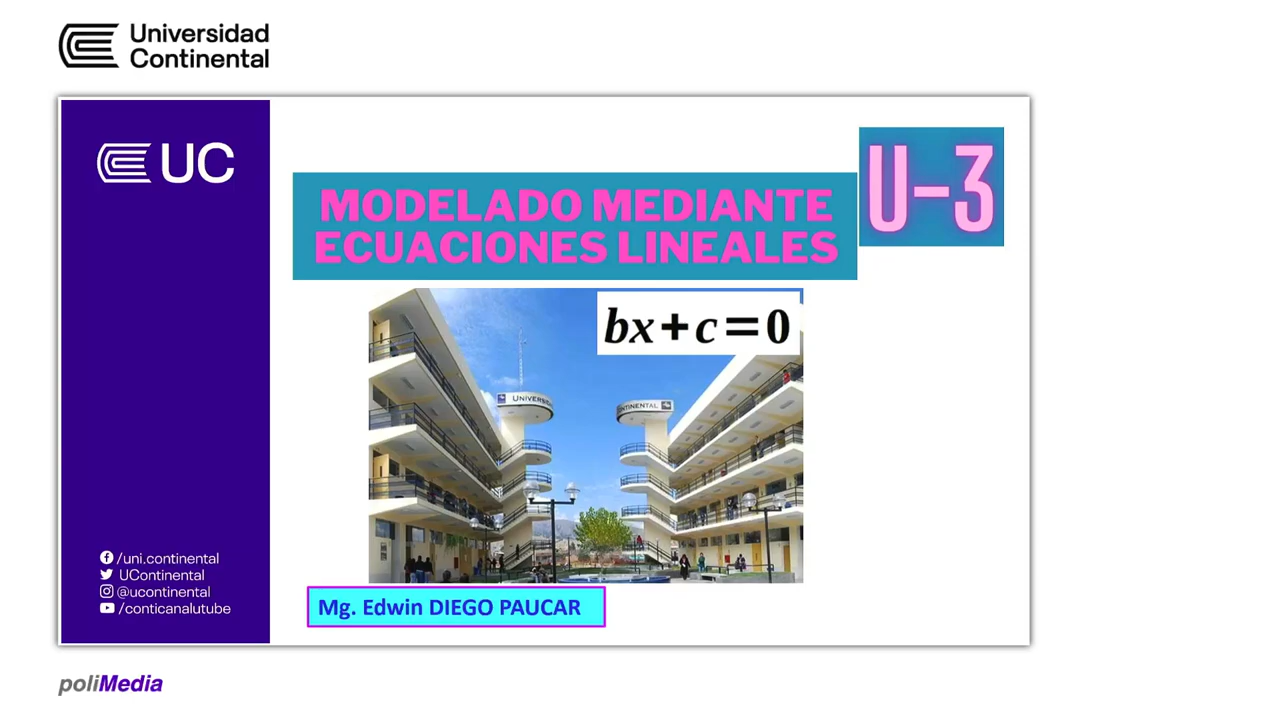 Universidad
Continental
UC
U-3
MODELADO MEDIANTE
ECUACIONES LINEALES
bx+c=0
UNIVERSIDAD
CONTINENTAL
/uni.continental
UContinental
@ucontinental
/conticanalutube
Mg. Edwin DIEGO PAUCAR
poliMedia